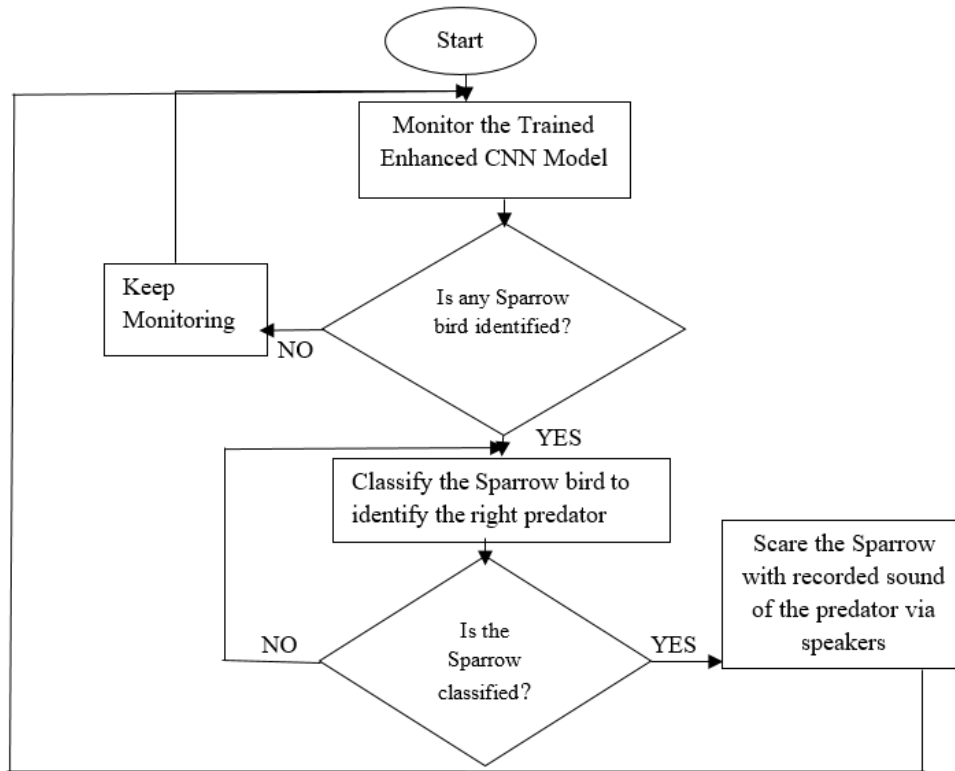 Start
Monitor the Trained
Enhanced CNN Model
Is any Sparrow
bird identified?
Keep
Monitoring
NO
YES
Classify the Sparrow bird to
identify the right predator
Scare the Sparrow
with recorded sound
of the predator via
speakers
Is the
Sparrow
classified?
NO
YES